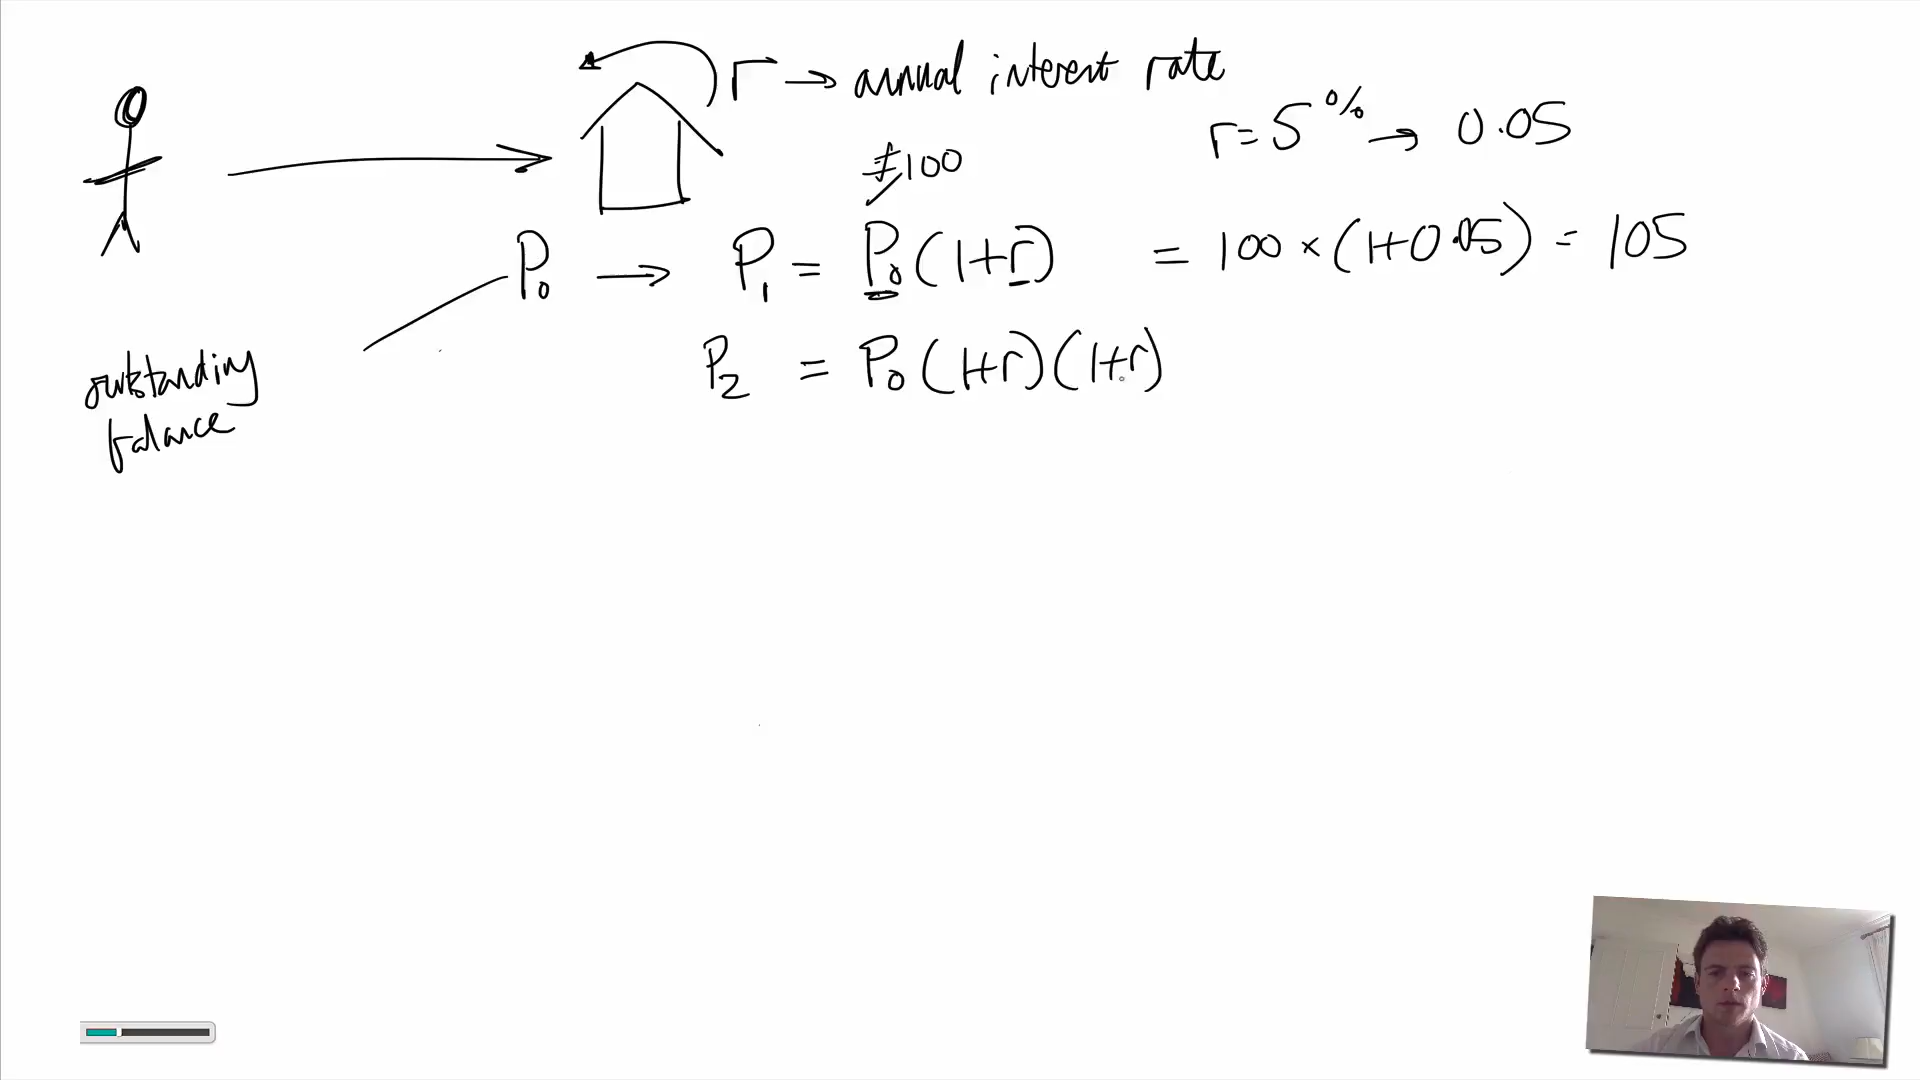 r → annual interest rate
r = 5% → 0.05
£100
P₀ → P₁ = P₀(1+r) = 100 × (1+0.05) = 105
P₂ = P₀(1+r)(1+r)
outstanding
balance